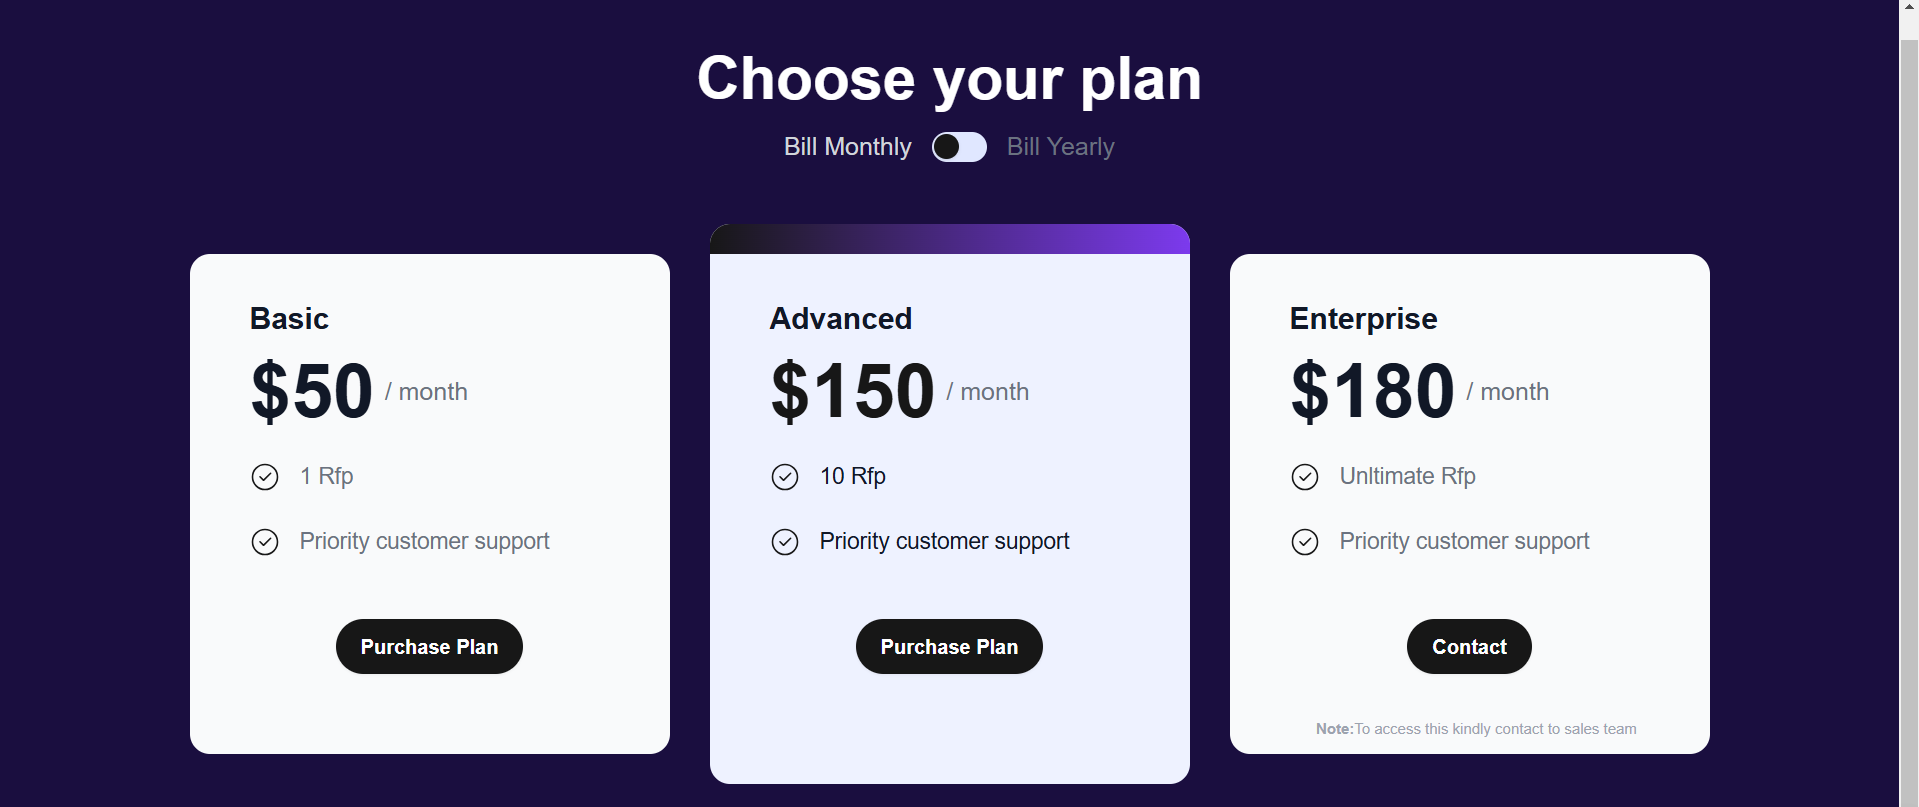 Choose your plan
Bill Monthly
Bill Yearly
Basic
$50 / month
1 Rfp
Priority customer support
Purchase Plan
Advanced
$150 / month
10 Rfp
Priority customer support
Purchase Plan
Enterprise
$180 / month
Unltimate Rfp
Priority customer support
Contact
Note:To access this kindly contact to sales team